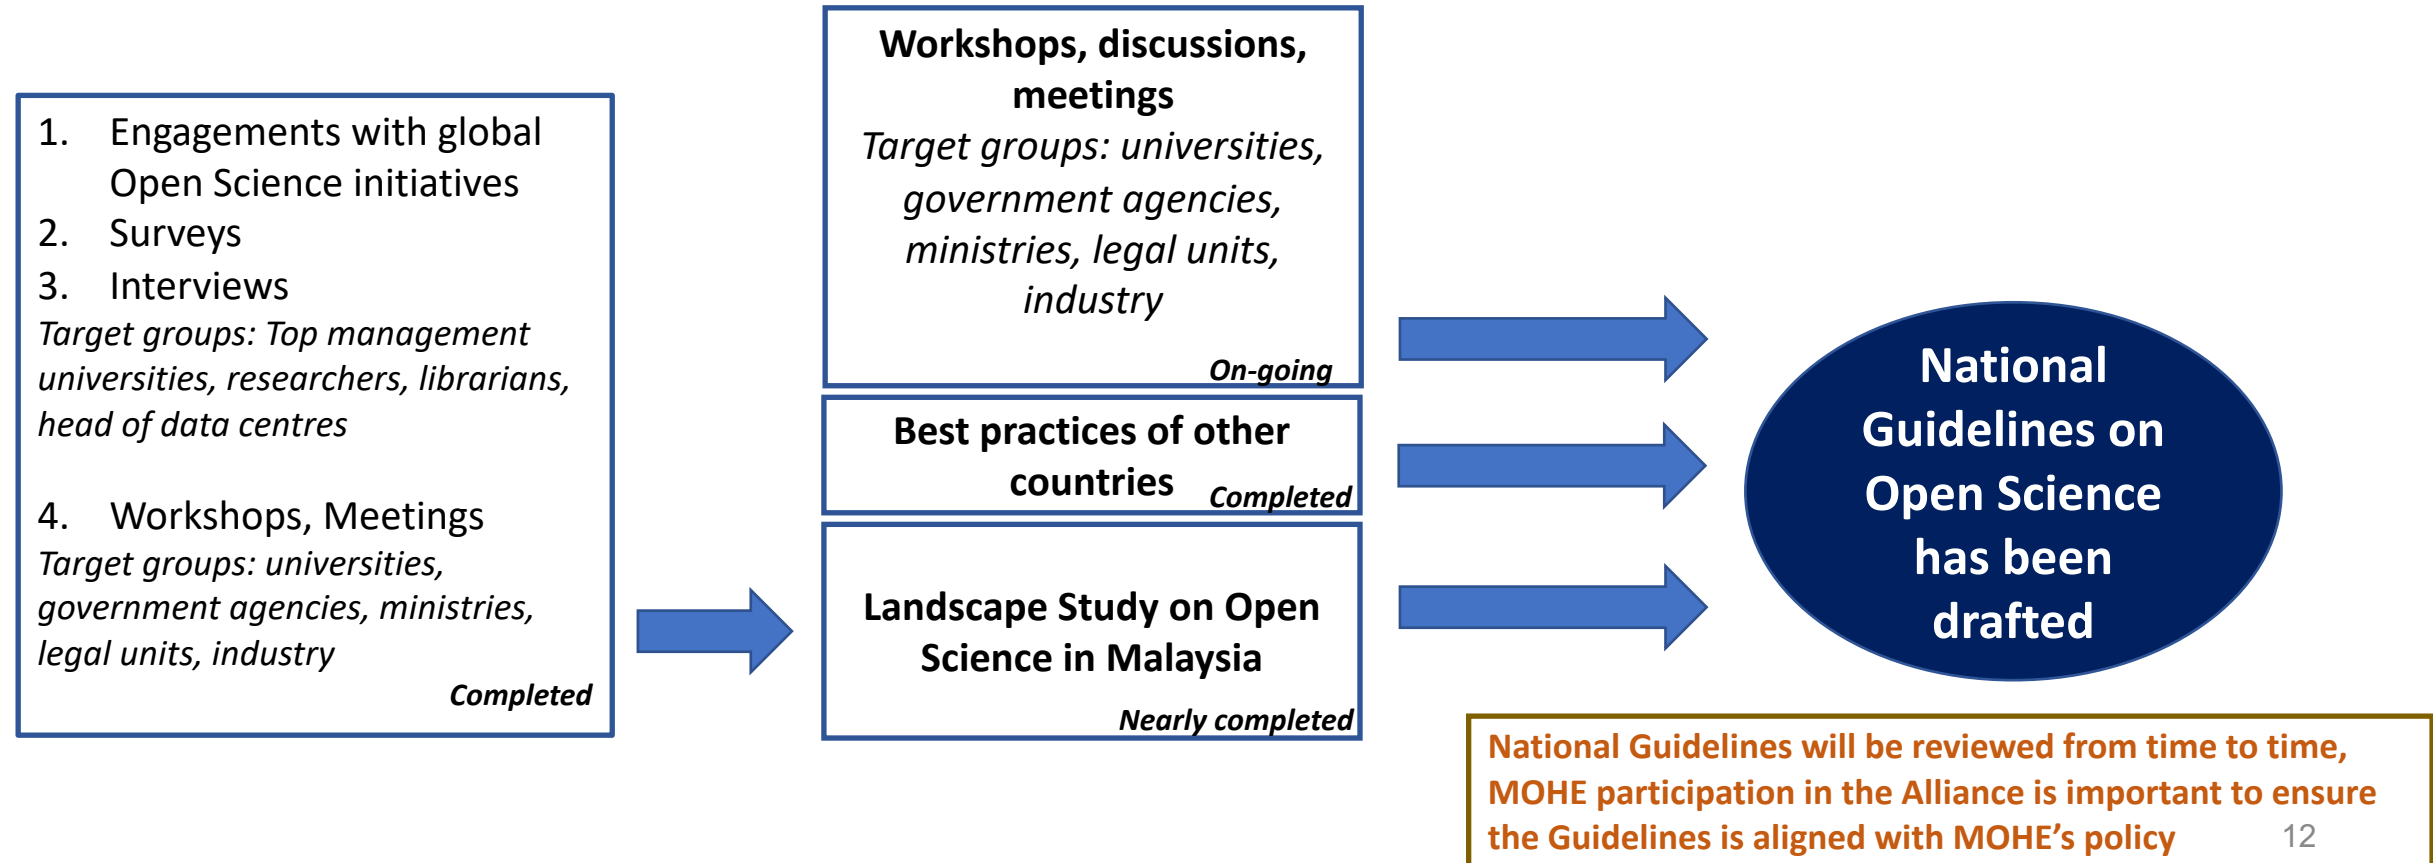 1. Engagements with global
Open Science initiatives
2. Surveys
3. Interviews
Target groups: Top management
universities, researchers, librarians,
head of data centres
4. Workshops, Meetings
Target groups: universities,
government agencies, ministries,
legal units, industry
Completed
Workshops, discussions,
meetings
Target groups: universities,
government agencies,
ministries, legal units,
industry
On-going
Best practices of other
countries
Completed
Landscape Study on Open
Science in Malaysia
Nearly completed
National
Guidelines on
Open Science
has been
drafted
National Guidelines will be reviewed from time to time,
MOHE participation in the Alliance is important to ensure
the Guidelines is aligned with MOHE’s policy
12